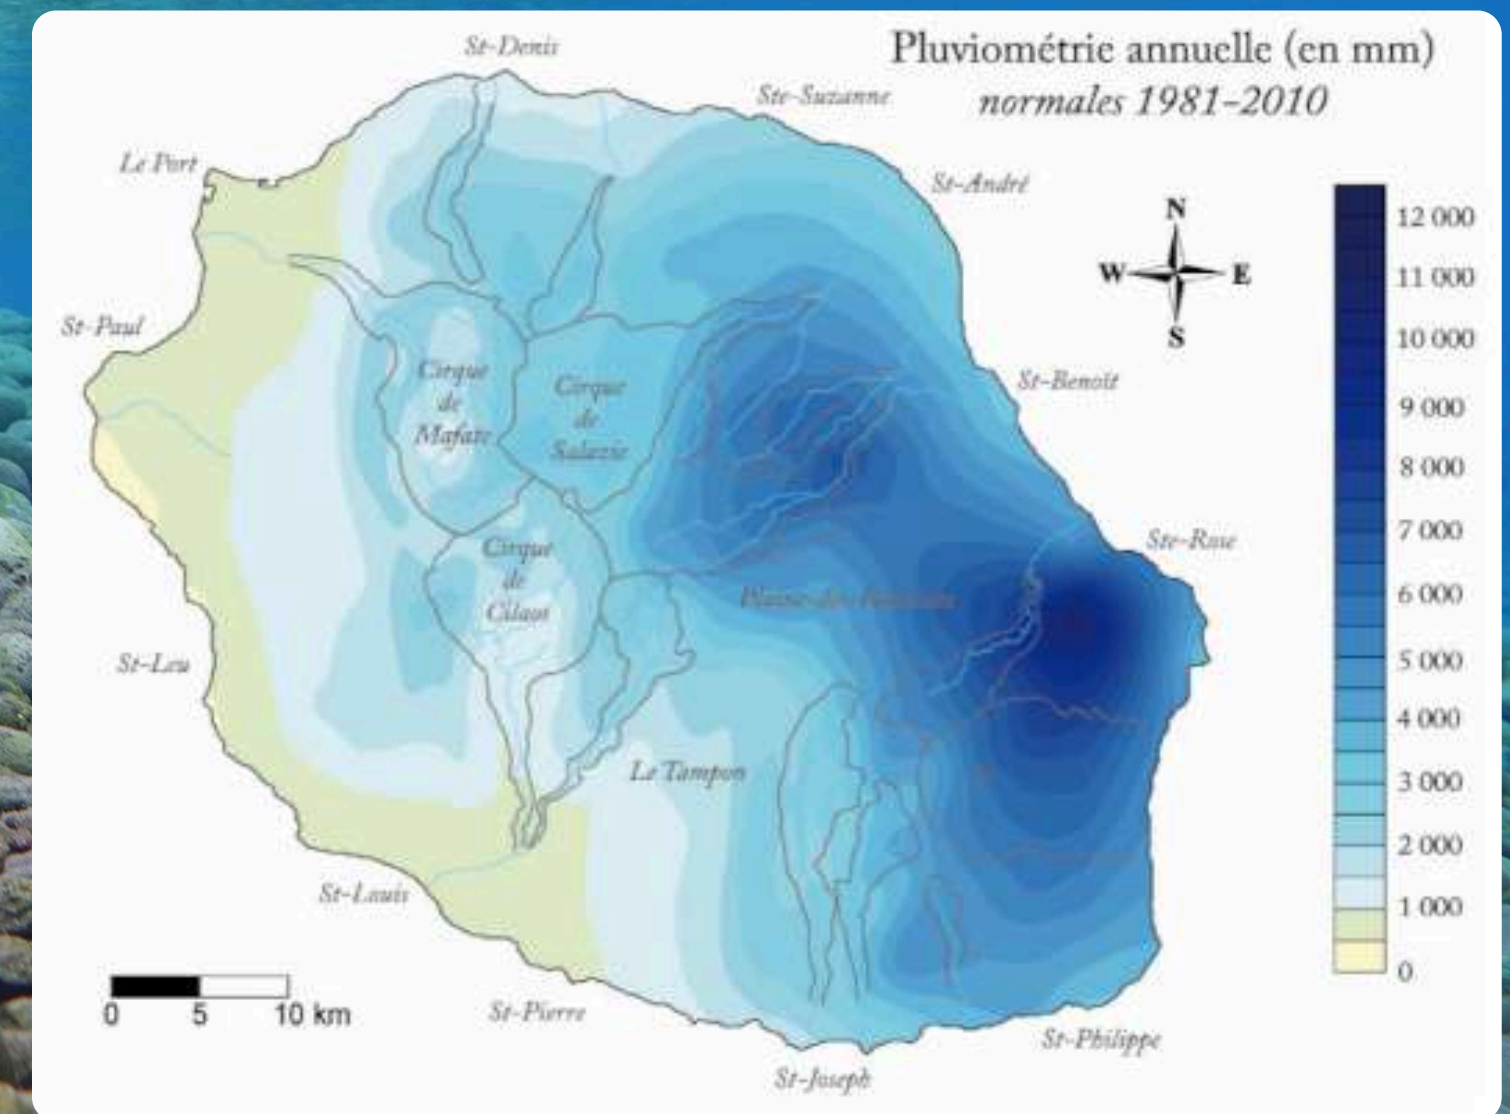 Pluviométrie annuelle (en mm)
normales 1981-2010
St-Denis
Ste-Suzanne
Le Port
St-André
N
W
E
S
St-Paul
St-Benoît
Cirque
de
Mafate
Cirque
de
Salazie
Cirque
de
Cilaos
Ste-Rose
St-Leu
Le Tampon
St-Louis
St-Pierre
St-Philippe
St-Joseph
12 000
11 000
10 000
9 000
8 000
7 000
6 000
5 000
4 000
3 000
2 000
1 000
0
0 5 10 km